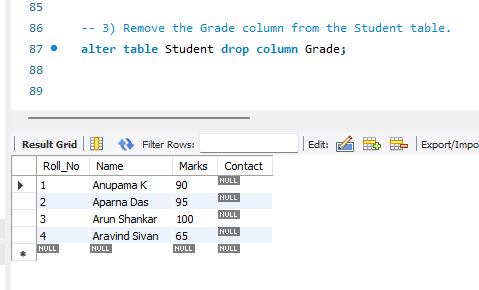 85
86 -- 3) Remove the Grade column from the Student table.
87 alter table Student drop column Grade;
88
89
Result Grid Filter Rows: Edit: Export/Impo
Roll_No Name Marks Contact
1 Anupama K 90 NULL
2 Aparna Das 95 NULL
3 Arun Shankar 100 NULL
4 Aravind Sivan 65 NULL
NULL NULL NULL NULL